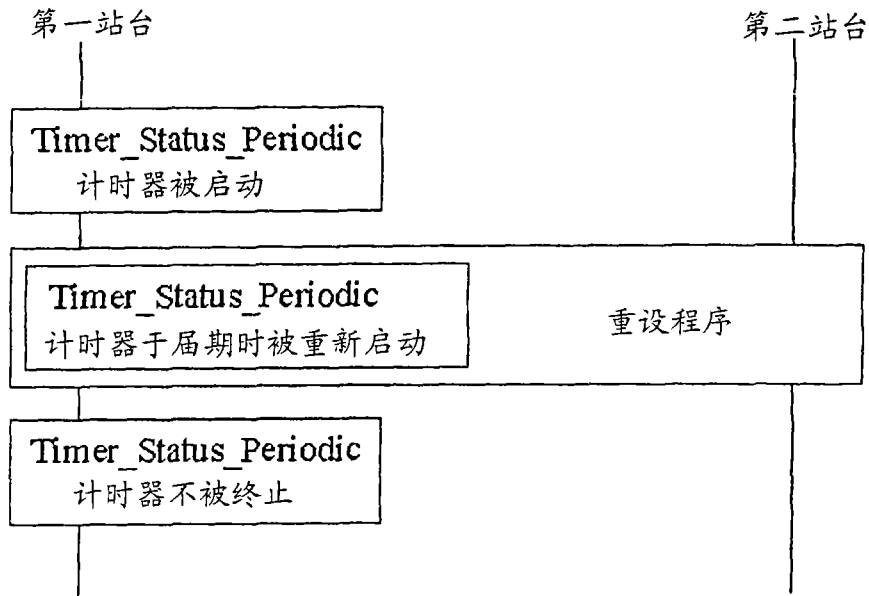 第一站台
第二站台
Timer_Status_Periodic
计时器被启动
Timer_Status_Periodic
计时器于届期时被重新启动
重设程序
Timer_Status_Periodic
计时器不被终止